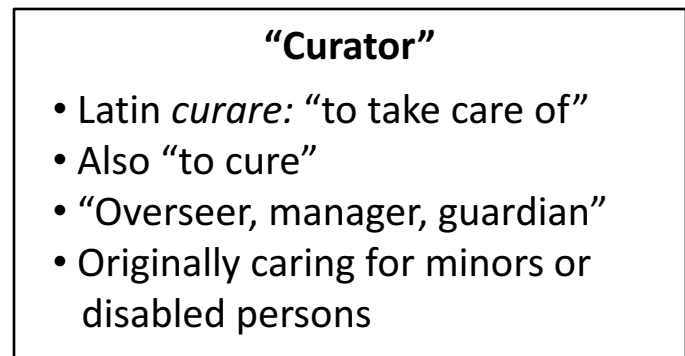 “Curator”
• Latin curare: “to take care of”
• Also “to cure”
• “Overseer, manager, guardian”
• Originally caring for minors or
disabled persons